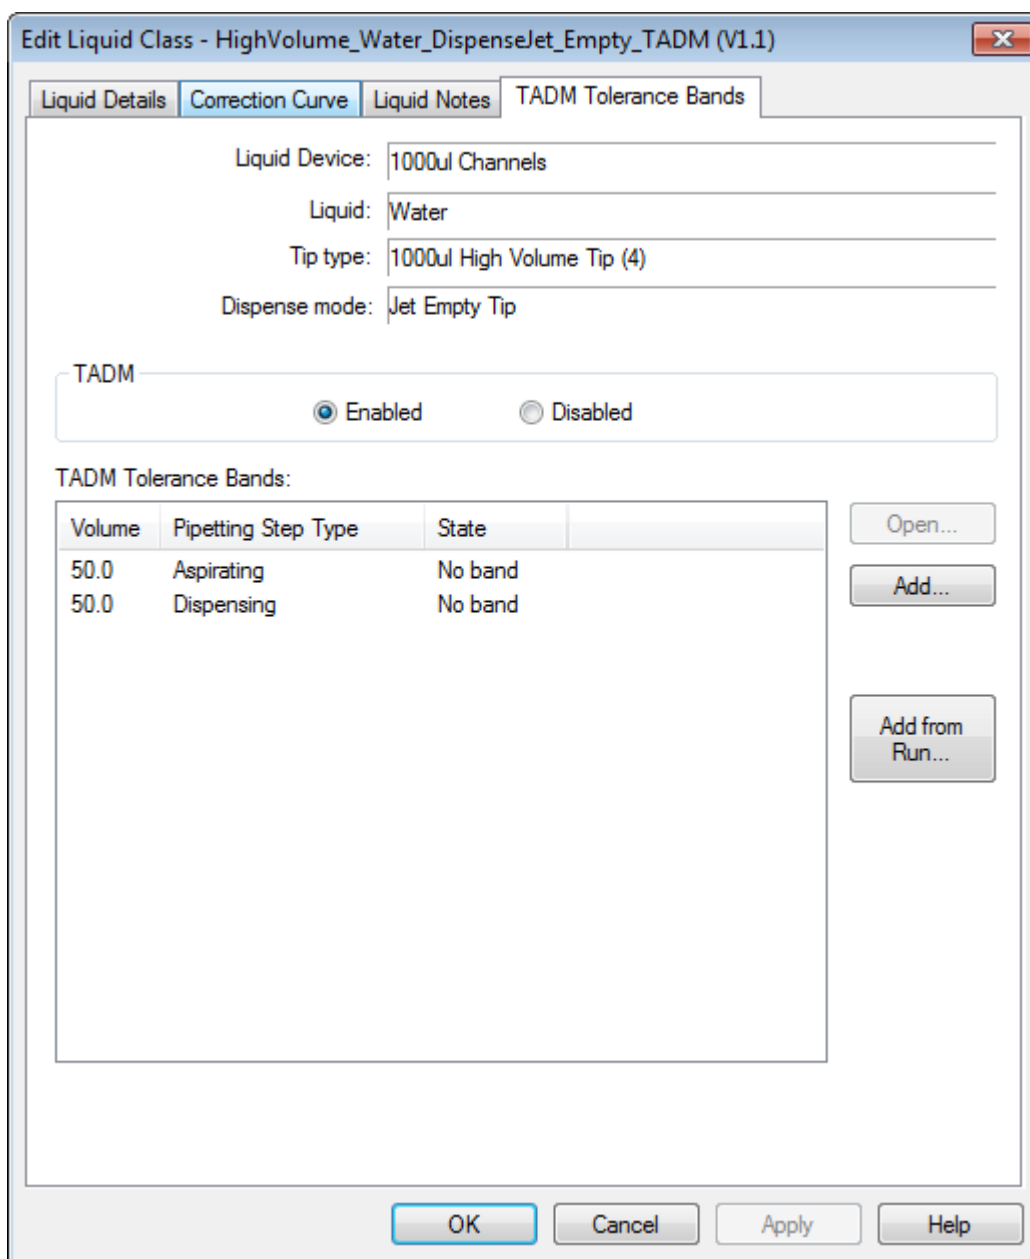 Edit Liquid Class - HighVolume_Water_DispenseJet_Empty_TADM (V1.1)
Liquid Details Correction Curve Liquid Notes TADM Tolerance Bands
Liquid Device: 1000ul Channels
Liquid: Water
Tip type: 1000ul High Volume Tip (4)
Dispense mode: Jet Empty Tip
TADM
Enabled Disabled
TADM Tolerance Bands:
Volume Pipetting Step Type State
Open...
50.0 Aspirating No band
Add...
50.0 Dispensing No band
Add from
Run...
OK Cancel Apply Help